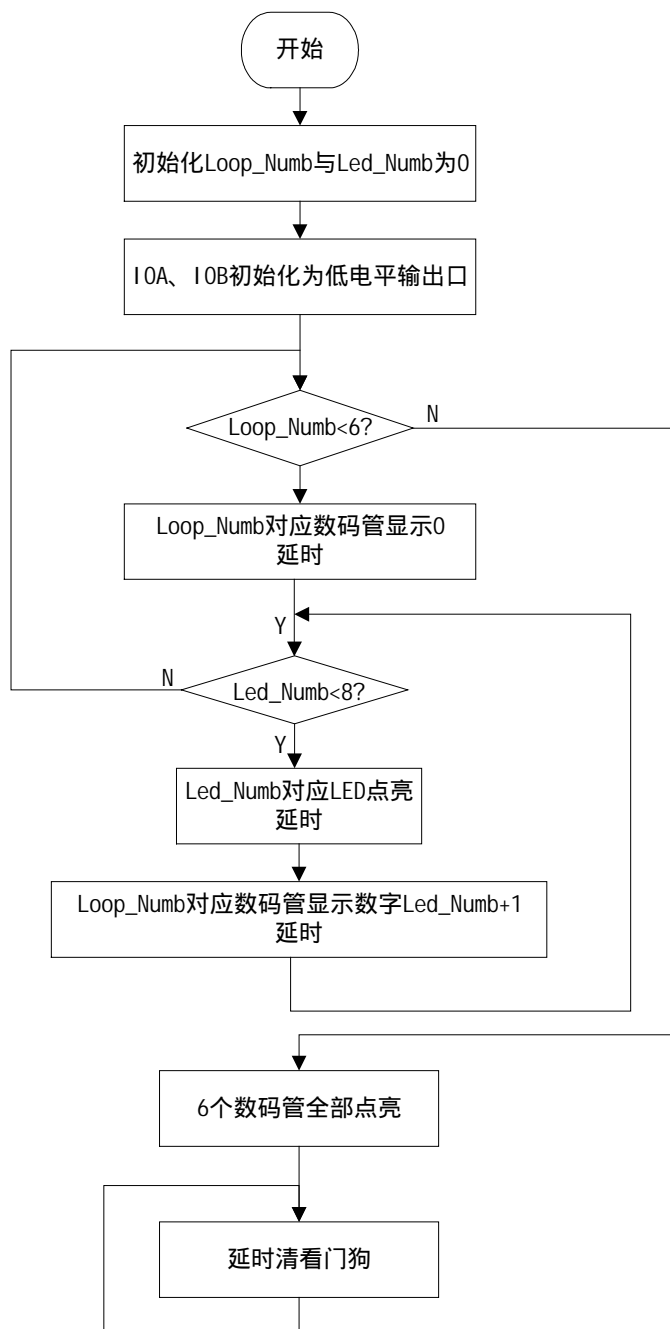 开始
初始化Loop_Numb与Led_Numb为0
IOA、IOB初始化为低电平输出口
Loop_Numb<6?
N
Loop_Numb对应数码管显示0
延时
Y
N
Led_Numb<8?
Y
Led_Numb对应LED点亮
延时
Loop_Numb对应数码管显示数字Led_Numb+1
延时
6个数码管全部点亮
延时清看门狗